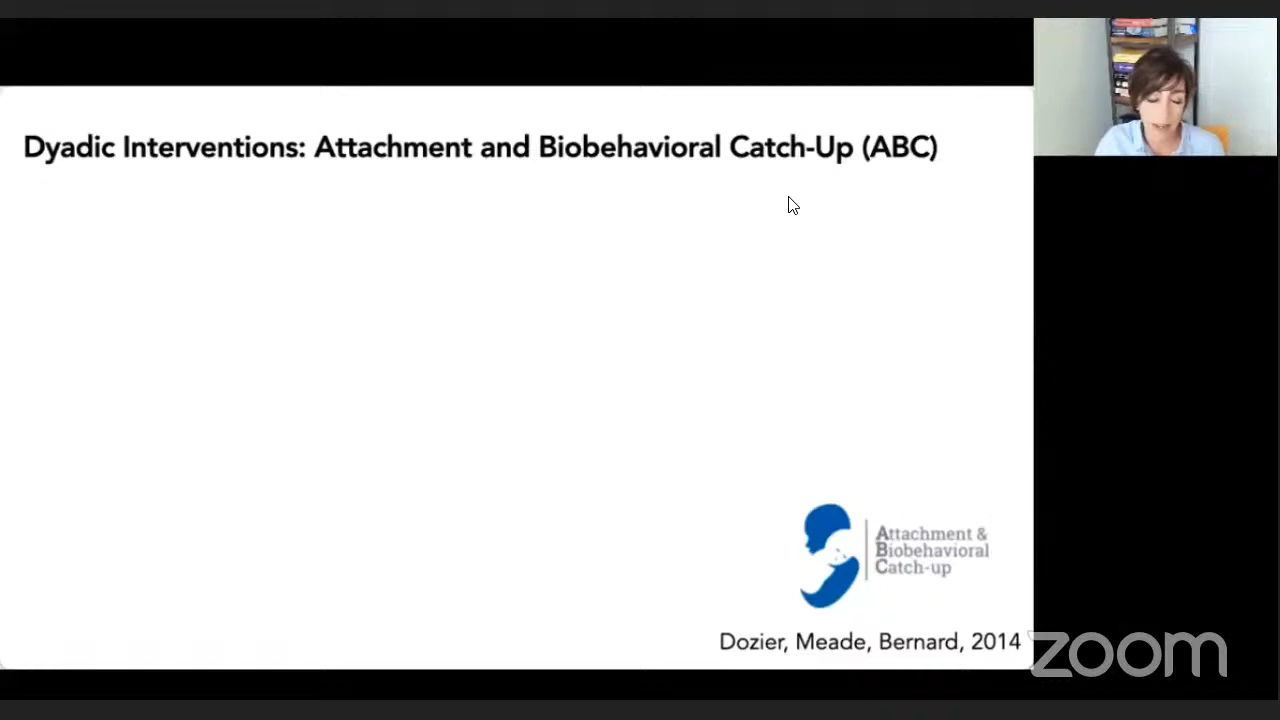 Dyadic Interventions: Attachment and Biobehavioral Catch-Up (ABC)
Attachment &
Biobehavioral
Catch-up
Dozier, Meade, Bernard, 2014
zoom